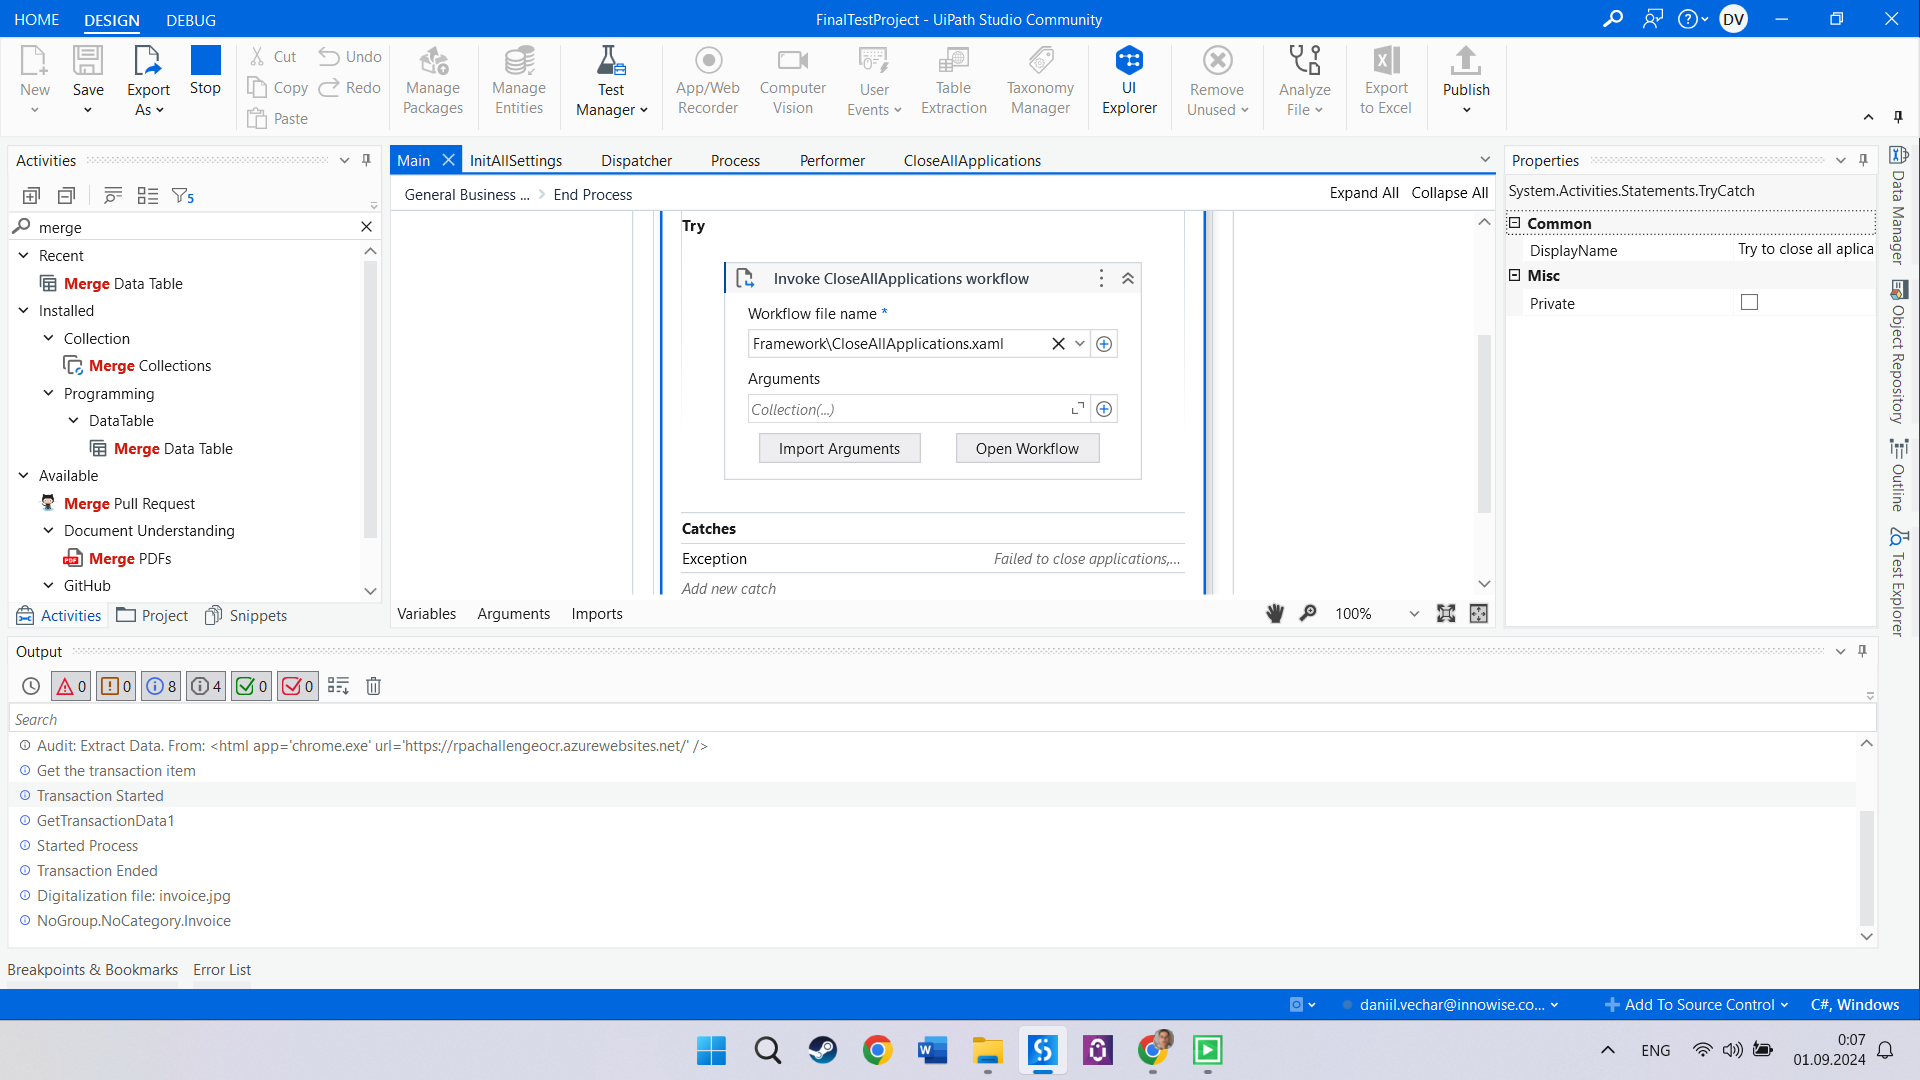 HOME DESIGN DEBUG FinalTestProject - UiPath Studio Community DV
New Save Export As Stop Cut Copy Paste Undo Redo Manage Packages Manage Entities Test Manager App/Web Recorder Computer Vision User Events Table Extraction Taxonomy Manager UI Explorer Remove Unused Analyze File Export to Excel Publish
Activities
5
merge
Recent
Merge Data Table
Installed
Collection
Merge Collections
Programming
DataTable
Merge Data Table
Available
Merge Pull Request
Document Understanding
Merge PDFs
GitHub
Activities Project Snippets
Main InitAllSettings Dispatcher Process Performer CloseAllApplications
General Business ... End Process Expand All Collapse All
Try
Invoke CloseAllApplications workflow
Workflow file name *
Framework\CloseAllApplications.xaml
Arguments
Collection(...)
Import Arguments Open Workflow
Catches
Exception Failed to close applications,...
Add new catch
Variables Arguments Imports 100%
Properties
System.Activities.Statements.TryCatch
Common
DisplayName Try to close all aplica
Misc
Private
Data Manager
Object Repository
Outline
Test Explorer
Output
0 0 8 4 0 0
Search
Audit: Extract Data. From: <html app='chrome.exe' url='https://rpachallengeocr.azurewebsites.net/' />
Get the transaction item
Transaction Started
GetTransactionData1
Started Process
Transaction Ended
Digitalization file: invoice.jpg
NoGroup.NoCategory.Invoice
Breakpoints & Bookmarks Error List
daniil.vechar@innowise.co... Add To Source Control C#, Windows
ENG 0:07
01.09.2024